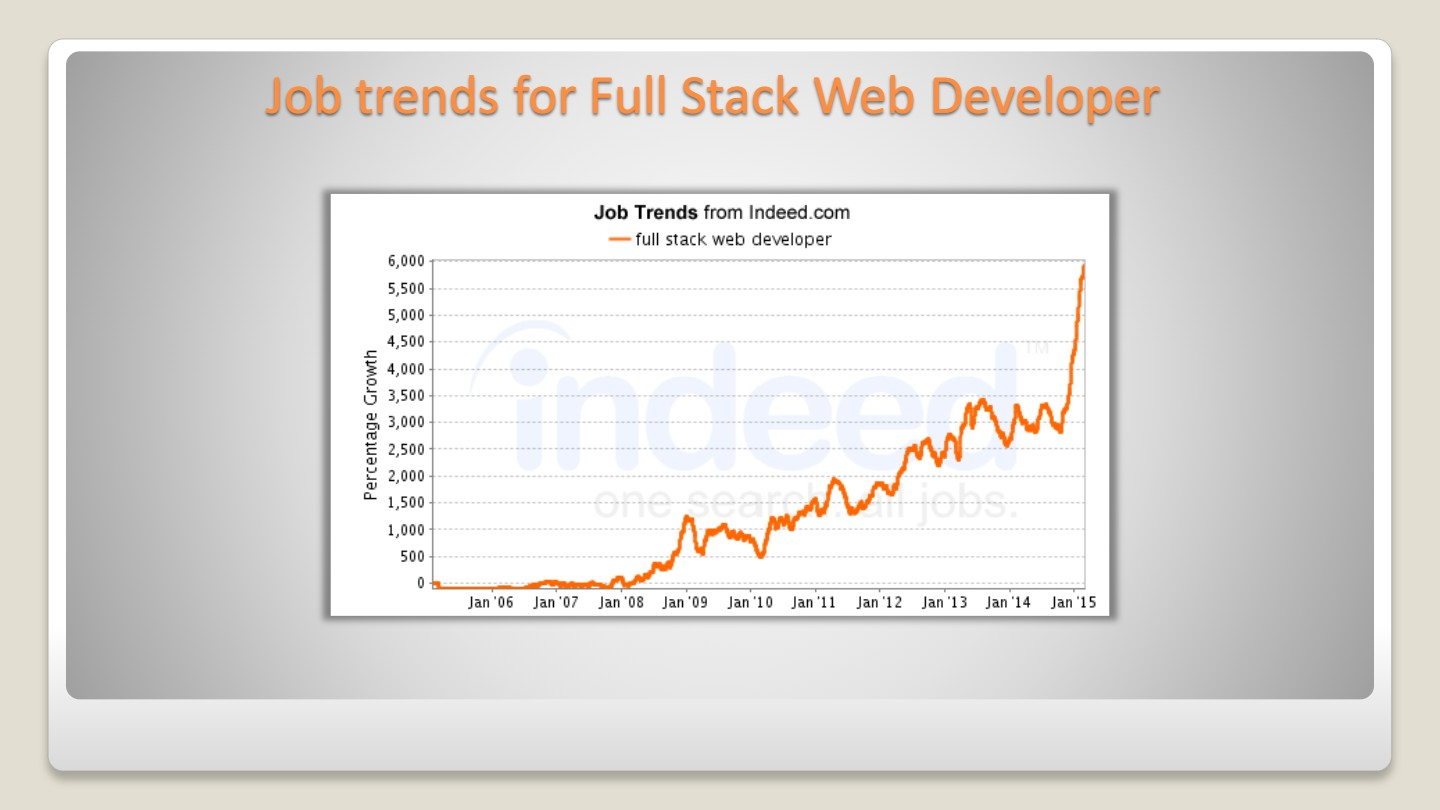 Job trends for Full Stack Web Developer
Job Trends from Indeed.com
full stack web developer
Percentage Growth
6,000
5,500
5,000
4,500
4,000
3,500
3,000
2,500
2,000
1,500
1,000
500
0
indeed™
one search. all jobs.
Jan '06 Jan '07 Jan '08 Jan '09 Jan '10 Jan '11 Jan '12 Jan '13 Jan '14 Jan '15